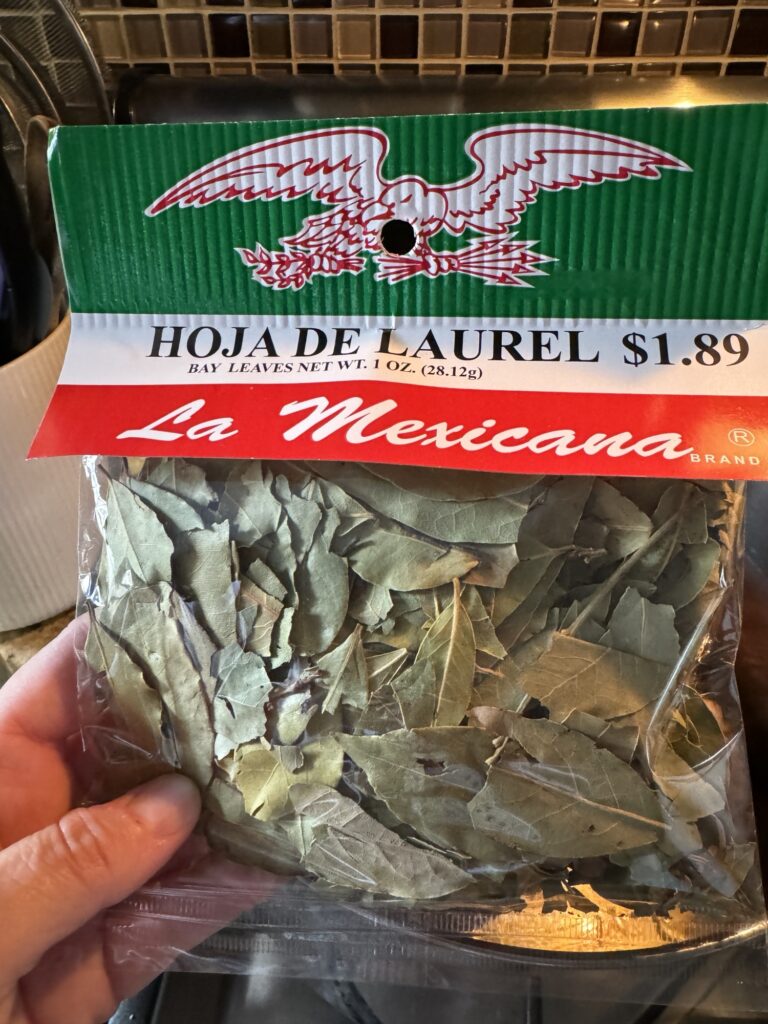 HOJA DE LAUREL $1.89
BAY LEAVES NET WT. 1 OZ. (28.12g)
La Mexicana ®
BRAND